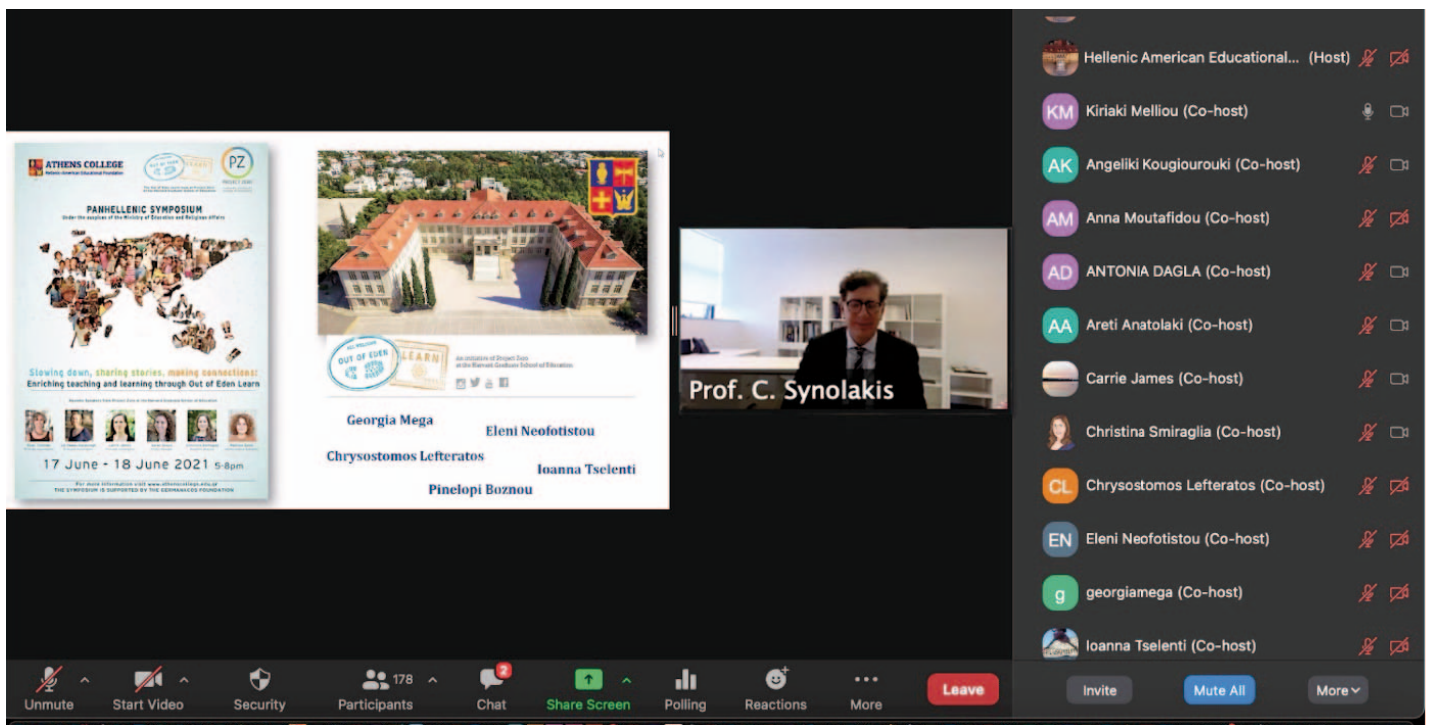 ATHENS COLLEGE
Hellenic American Educational Foundation
OUT OF EDEN
LEARN
PZ
PROJECT ZERO
PANHELLENIC SYMPOSIUM
Under the auspices of the Ministry of Education and Religious Affairs
Slowing down, sharing stories, making connections:
Enriching teaching and learning through Out of Eden Learn
17 June - 18 June 2021 5-8pm
For more information visit www.athenscollege.edu.gr
THE SYMPOSIUM IS SUPPORTED BY THE
FOUNDATION
ALL WELCOME
OUT OF EDEN
LEARN
An initiative of Project Zero
at the Harvard Graduate School of Education
Georgia Mega
Eleni Neofotistou
Chrysostomos Lefteratos
Ioanna Tselenti
Pinelopi Boznou
Prof. C. Synolakis
Hellenic American Educational... (Host)
KM Kiriaki Melliou (Co-host)
AK Angeliki Kougiourouki (Co-host)
AM Anna Moutafidou (Co-host)
AD ANTONIA DAGLA (Co-host)
AA Areti Anatolaki (Co-host)
Carrie James (Co-host)
Christina Smiraglia (Co-host)
CL Chrysostomos Lefteratos (Co-host)
EN Eleni Neofotistou (Co-host)
g georgiamega (Co-host)
Ioanna Tselenti (Co-host)
Unmute
Start Video
Security
178
Participants
2
Chat
Share Screen
Polling
Reactions
More
Leave
Invite
Mute All
More